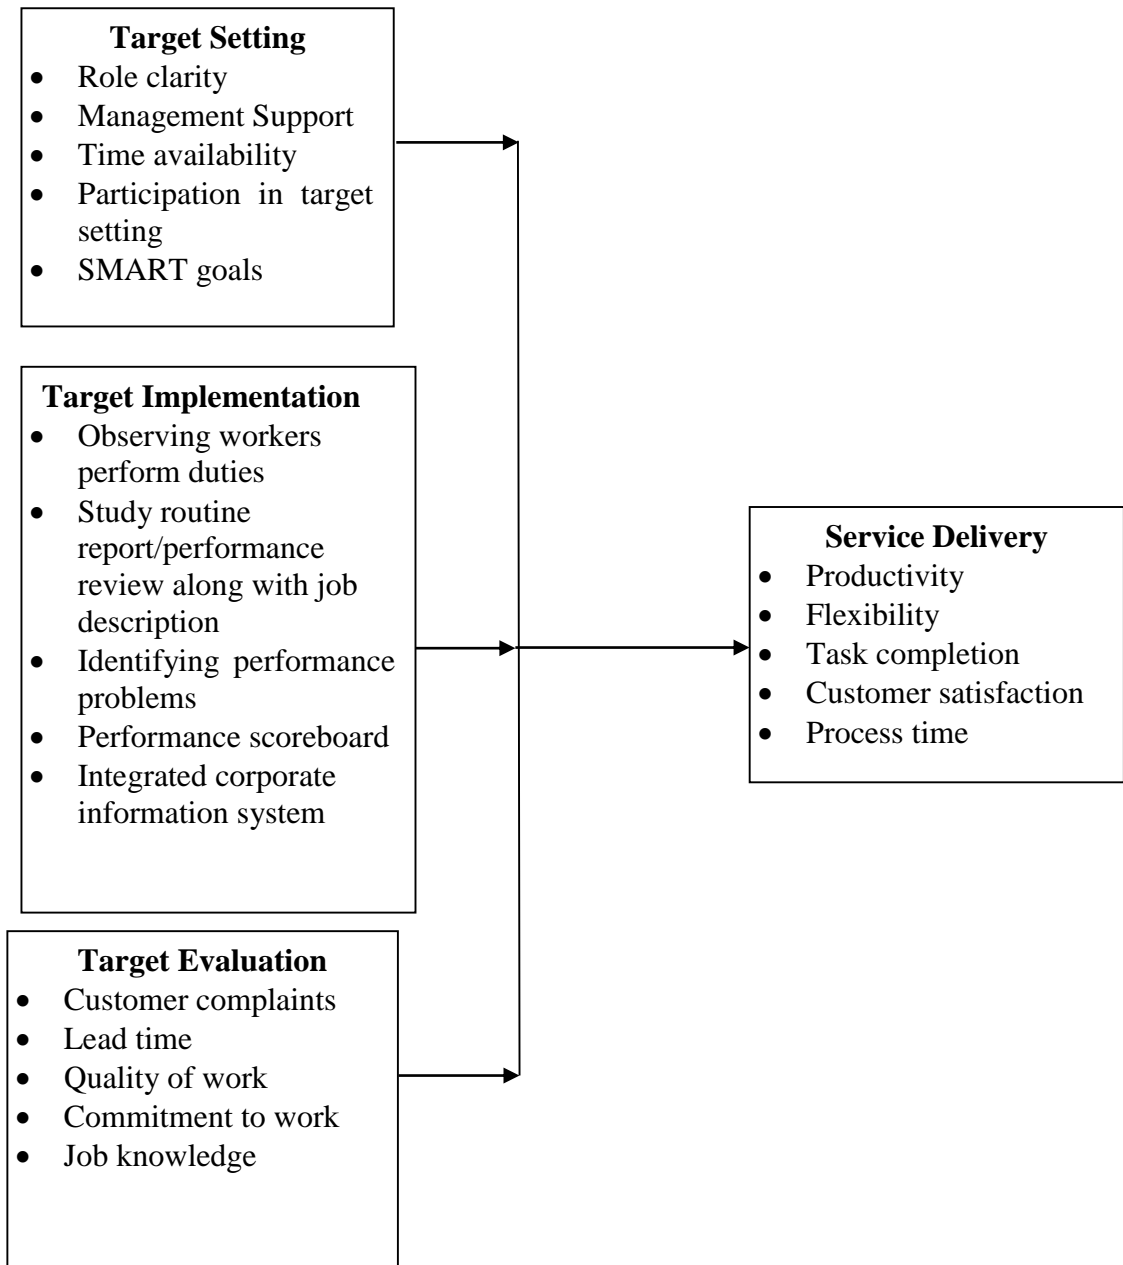 Target Setting
• Role clarity
• Management Support
• Time availability
• Participation in target
setting
• SMART goals
Target Implementation
• Observing workers
perform duties
• Study routine
report/performance
review along with job
description
• Identifying performance
problems
• Performance scoreboard
• Integrated corporate
information system
Service Delivery
• Productivity
• Flexibility
• Task completion
• Customer satisfaction
• Process time
Target Evaluation
• Customer complaints
• Lead time
• Quality of work
• Commitment to work
• Job knowledge